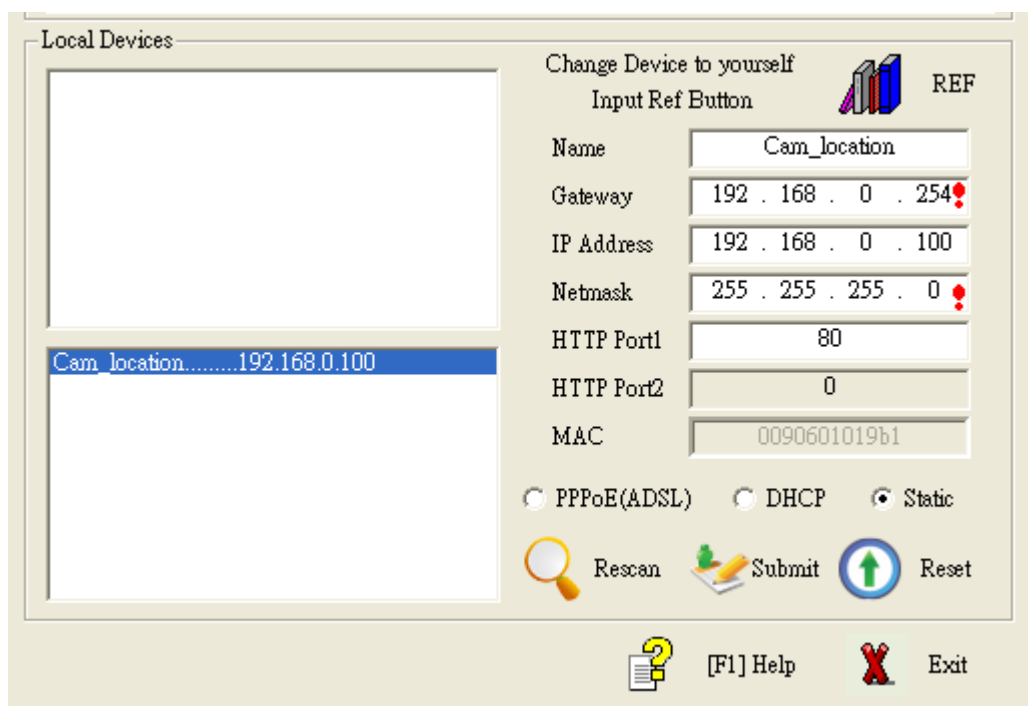 Local Devices
Change Device to yourself
Input Ref Button
REF
Name Cam_location
Gateway 192 . 168 . 0 . 254
IP Address 192 . 168 . 0 . 100
Netmask 255 . 255 . 255 . 0
HTTP Port1 80
Cam_location.........192.168.0.100
HTTP Port2 0
MAC 0090601019b1
PPPoE(ADSL) DHCP Static
Rescan Submit Reset
[F1] Help Exit